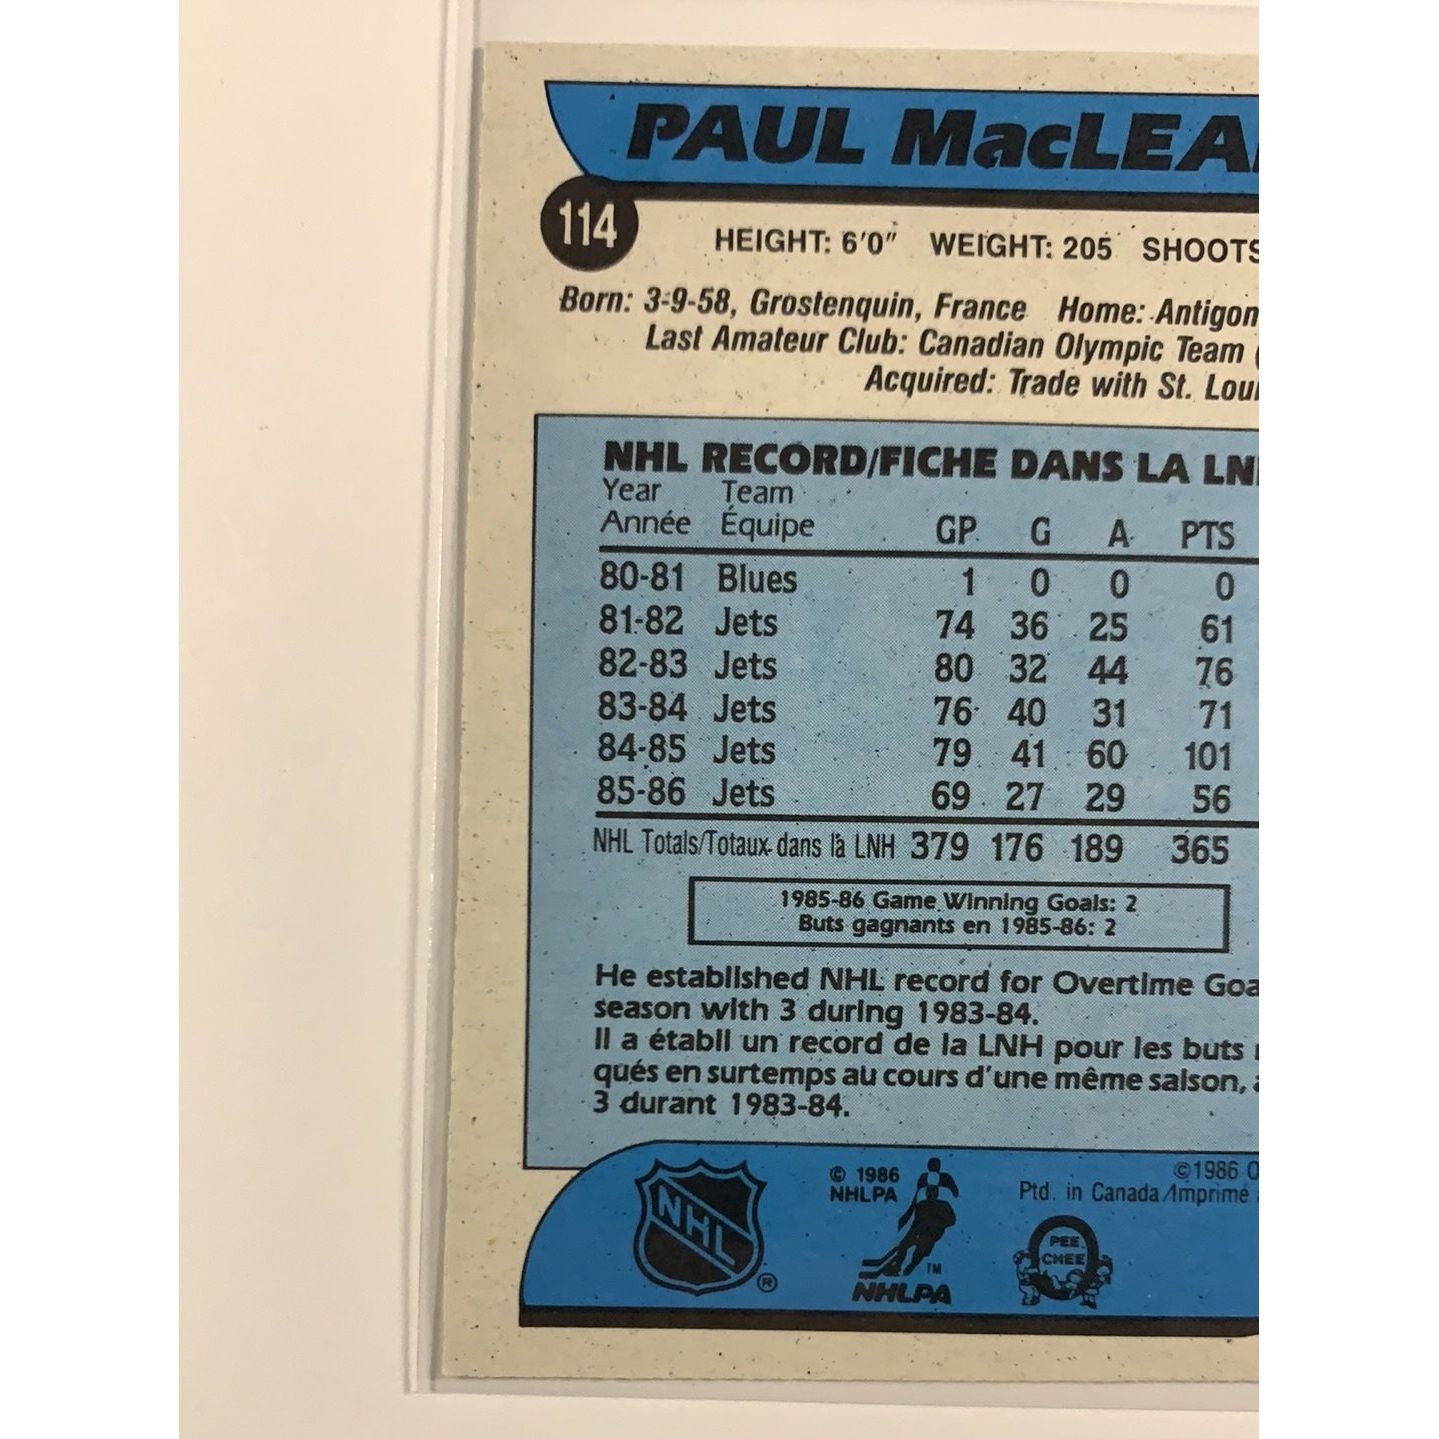 PAUL MacLEA
114
HEIGHT: 6'0" WEIGHT: 205 SHOOTS
Born: 3-9-58, Grostenquin, France Home: Antigon
Last Amateur Club: Canadian Olympic Team (
Acquired: Trade with St. Loui
NHL RECORD/FICHE DANS LA LN
Year Team
Année Équipe GP G A PTS
80-81 Blues 1 0 0 0
81-82 Jets 74 36 25 61
82-83 Jets 80 32 44 76
83-84 Jets 76 40 31 71
84-85 Jets 79 41 60 101
85-86 Jets 69 27 29 56
NHL Totals/Totaux dans la LNH 379 176 189 365
1985-86 Game Winning Goals: 2
Buts gagnants en 1985-86: 2
He established NHL record for Overtime Goa
season with 3 during 1983-84.
Il a établi un record de la LNH pour les buts
qués en surtemps au cours d'une même saison, a
3 durant 1983-84.
NHL ®
© 1986
NHLPA
TM
NHLPA
©1986 O
Ptd. in Canada/Imprimé
O PEE
CHEE